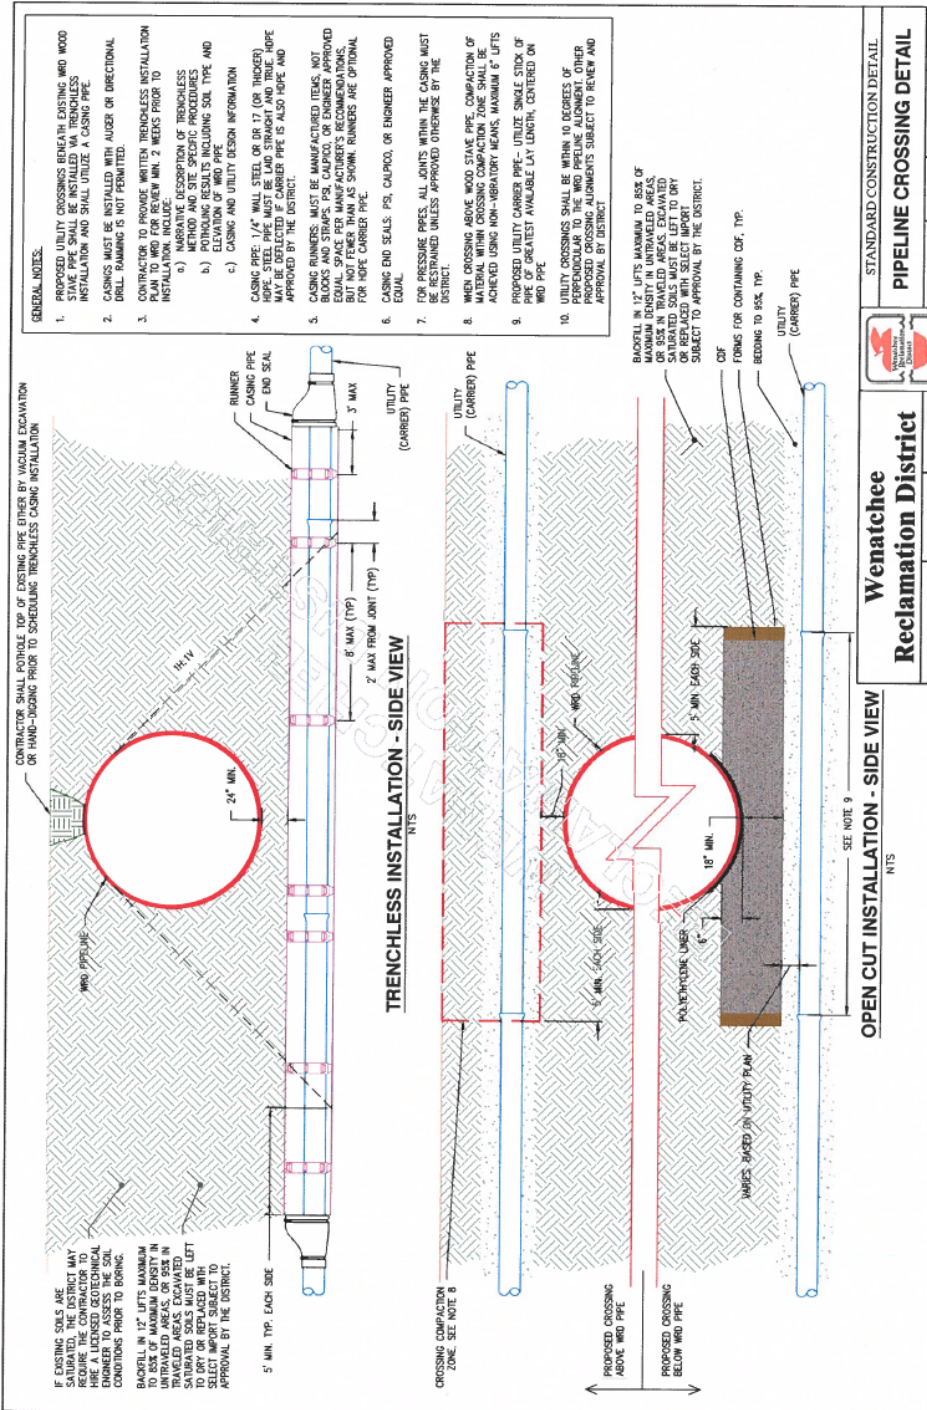 GENERAL NOTES:
1. PROPOSED UTILITY CROSSINGS BENEATH EXISTING WRD WOOD
STAVE PIPE SHALL BE INSTALLED VIA TRENCHLESS
INSTALLATION AND SHALL UTILIZE A CASING PIPE.
2. CASINGS MUST BE INSTALLED WITH AUGER OR DIRECTIONAL
DRILL. RAMMING IS NOT PERMITTED.
3. CONTRACTOR TO PROVIDE WRITTEN TRENCHLESS INSTALLATION
PLAN TO WRD FOR REVIEW MIN. 2 WEEKS PRIOR TO
INSTALLATION. INCLUDE:
a.) NARRATIVE DESCRIPTION OF TRENCHLESS
METHOD AND SITE SPECIFIC PROCEDURES
b.) POTHOLING RESULTS INCLUDING SOIL TYPE AND
ELEVATION OF WRD PIPE
c.) CASING AND UTILITY DESIGN INFORMATION
4. CASING PIPE: 1/4" WALL STEEL OR DR 17 (OR THICKER)
HDPE. STEEL PIPE MUST BE LAID STRAIGHT AND TRUE. HDPE
MAY BE DEFLECTED IF CARRIER PIPE IS ALSO HDPE AND
APPROVED BY THE DISTRICT.
5. CASING RUNNERS: MUST BE MANUFACTURED ITEMS, NOT
BLOCKS AND STRAPS. PSI, CALPICO, OR ENGINEER APPROVED
EQUAL, SPACE PER MANUFACTURER'S RECOMMENDATIONS,
BUT NOT FEWER THAN AS SHOWN. RUNNERS ARE OPTIONAL
FOR HDPE CARRIER PIPE.
6. CASING END SEALS: PSI, CALPICO, OR ENGINEER APPROVED
EQUAL
7. FOR PRESSURE PIPES, ALL JOINTS WITHIN THE CASING MUST
BE RESTRAINED UNLESS APPROVED OTHERWISE BY THE
DISTRICT.
8. WHEN CROSSING ABOVE WOOD STAVE PIPE, COMPACTION OF
MATERIAL WITHIN CROSSING COMPACTION ZONE SHALL BE
ACHIEVED USING NON-VIBRATORY MEANS, MAXIMUM 6" LIFTS
9. PROPOSED UTILITY CARRIER PIPE- UTILIZE SINGLE STICK OF
PIPE OF GREATEST AVAILABLE LAY LENGTH, CENTERED ON
WRD PIPE
10. UTILITY CROSSINGS SHALL BE WITHIN 10 DEGREES OF
PERPENDICULAR TO THE WRD PIPELINE ALIGNMENT. OTHER
PROPOSED CROSSING ALIGNMENTS SUBJECT TO REVIEW AND
APPROVAL BY DISTRICT
CONTRACTOR SHALL POTHOLE TOP OF EXISTING PIPE EITHER BY VACUUM EXCAVATION
OR HAND-DIGGING PRIOR TO SCHEDULING TRENCHLESS CASING INSTALLATION
WRD PIPELINE
24" MIN.
1H:1V
RUNNER
CASING PIPE
END SEAL
3' MAX
8' MAX (TYP)
2' MAX FROM JOINT (TYP)
UTILITY
(CARRIER) PIPE
IF EXISTING SOILS ARE
SATURATED, THE DISTRICT MAY
REQUIRE THE CONTRACTOR TO
HIRE A LICENSED GEOTECHNICAL
ENGINEER TO ASSESS THE SOIL
CONDITIONS PRIOR TO BORING.
BACKFILL IN 12" LIFTS MAXIMUM
TO 85% OF MAXIMUM DENSITY IN
UNTRAVELED AREAS, OR 95% IN
TRAVELED AREAS. EXCAVATED
SATURATED SOILS MUST BE LEFT
TO DRY OR REPLACED WITH
SELECT IMPORT SUBJECT TO
APPROVAL BY THE DISTRICT.
5' MIN. TYP. EACH SIDE
TRENCHLESS INSTALLATION - SIDE VIEW
NTS
CROSSING COMPACTION
ZONE, SEE NOTE 8
UTILITY
(CARRIER) PIPE
18" MIN.
WRD PIPELINE
5' MIN. EACH SIDE
5' MIN EACH SIDE
PROPOSED CROSSING
ABOVE WRD PIPE
PROPOSED CROSSING
BELOW WRD PIPE
BACKFILL IN 12" LIFTS MAXIMUM TO 85% OF
MAXIMUM DENSITY IN UNTRAVELED AREAS,
OR 95% IN TRAVELED AREAS. EXCAVATED
SATURATED SOILS MUST BE LEFT TO DRY
OR REPLACED WITH SELECT IMPORT
SUBJECT TO APPROVAL BY THE DISTRICT.
CDF
FORMS FOR CONTAINING CDF, TYP.
BEDDING TO 95%, TYP.
UTILITY
(CARRIER) PIPE
POLYETHYLENE LINER
6"
18" MIN.
VARIES BASED ON UTILITY PLAN
SEE NOTE 9
OPEN CUT INSTALLATION - SIDE VIEW
NTS
Wenatchee
Reclamation District
Wenatchee
Reclamation
District
STANDARD CONSTRUCTION DETAIL
PIPELINE CROSSING DETAIL